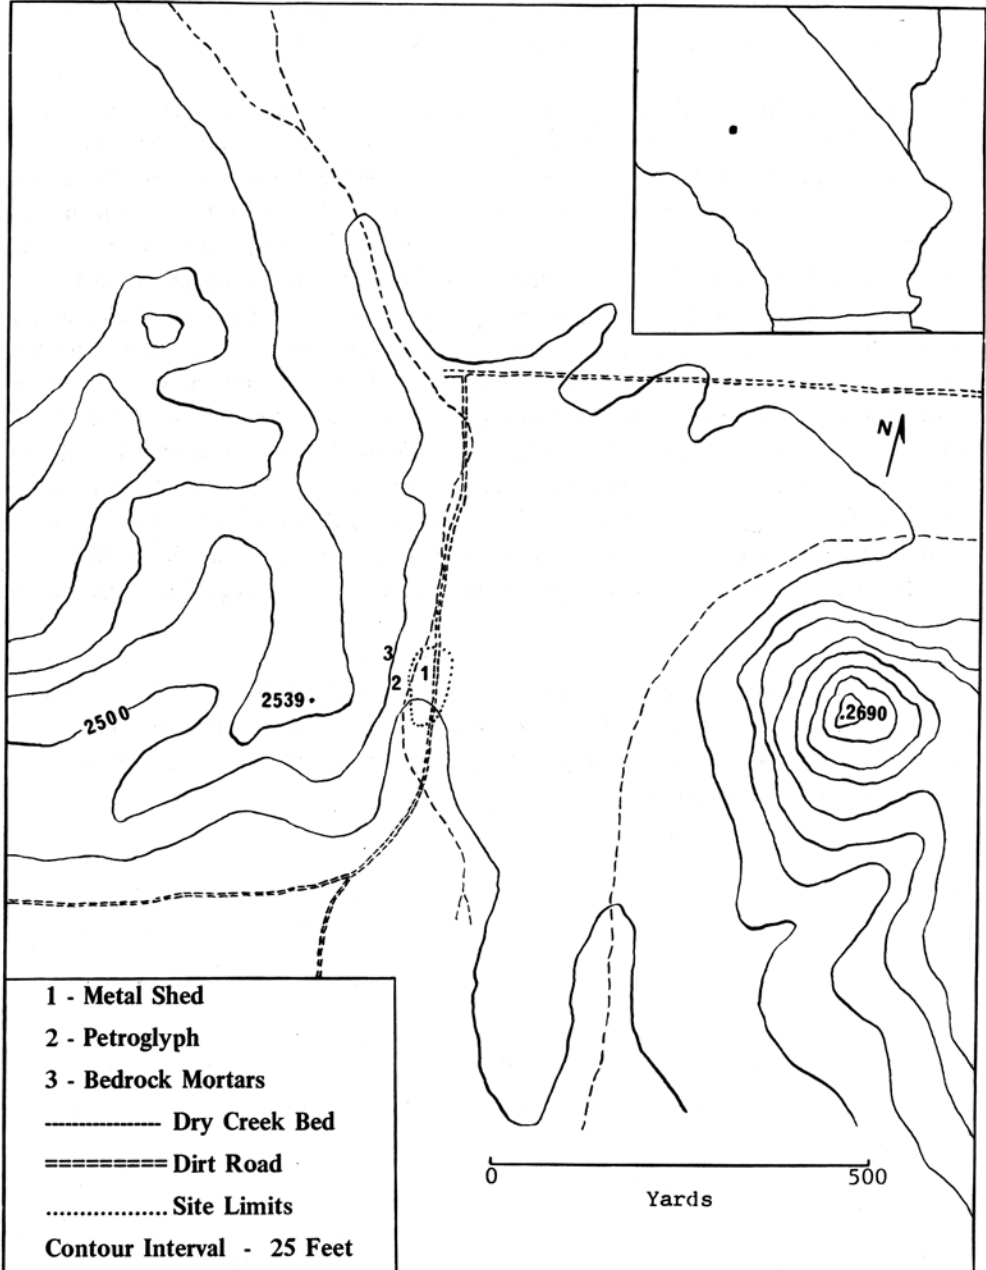 N
3
2
1
2539
2500
.2690
1 - Metal Shed
2 - Petroglyph
3 - Bedrock Mortars
----------------- Dry Creek Bed
========= Dirt Road
.................. Site Limits
Contour Interval - 25 Feet
0 500
Yards